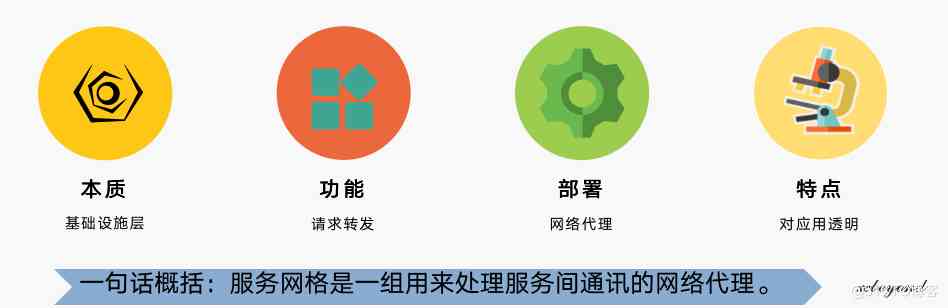 本质
功能
部署
特点
基础设施层
请求转发
网络代理
对应用透明
一句话概括：服务网格是一组用来处理服务间通讯的网络代理。